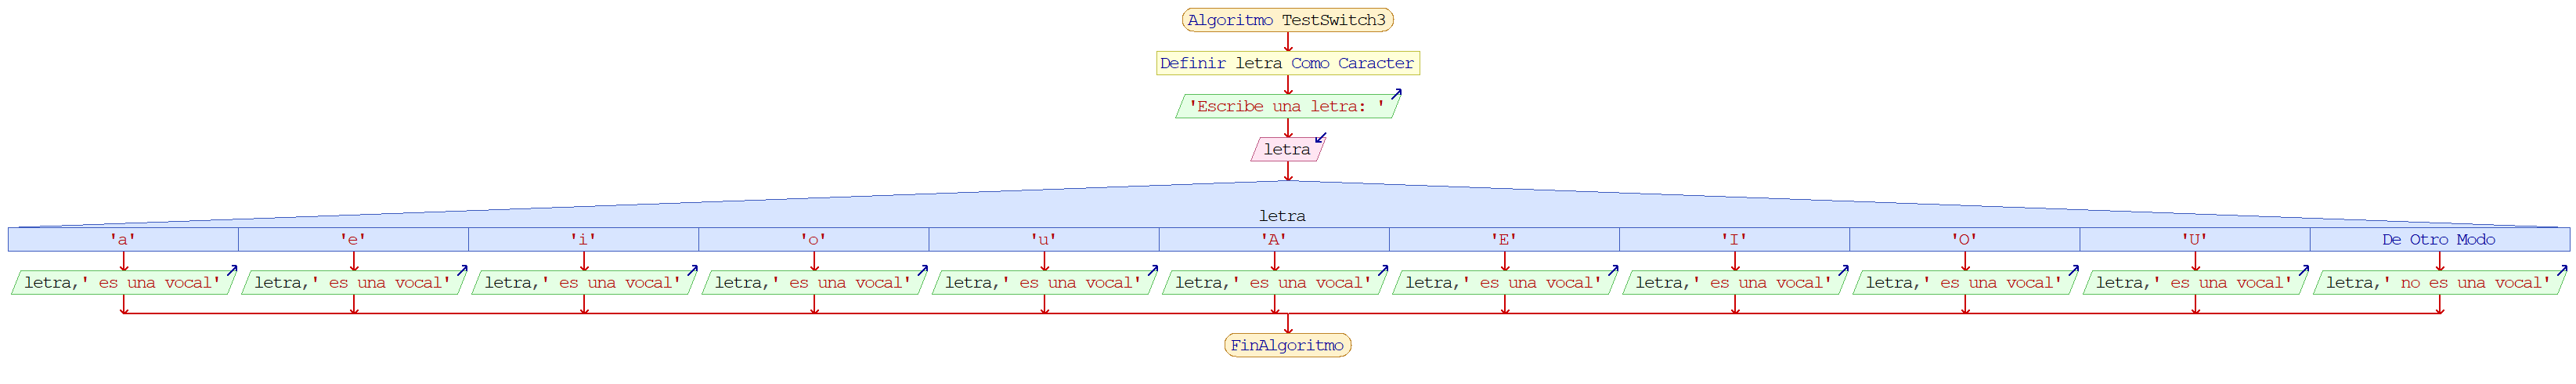 Algoritmo TestSwitch3
Definir letra Como Caracter
'Escribe una letra: '
letra
letra
'a' 'e' 'i' 'o' 'u' 'A' 'E' 'I' 'O' 'U' De Otro Modo
letra,' es una vocal' letra,' es una vocal' letra,' es una vocal' letra,' es una vocal' letra,' es una vocal' letra,' es una vocal' letra,' es una vocal' letra,' es una vocal' letra,' es una vocal' letra,' es una vocal' letra,' no es una vocal'
FinAlgoritmo